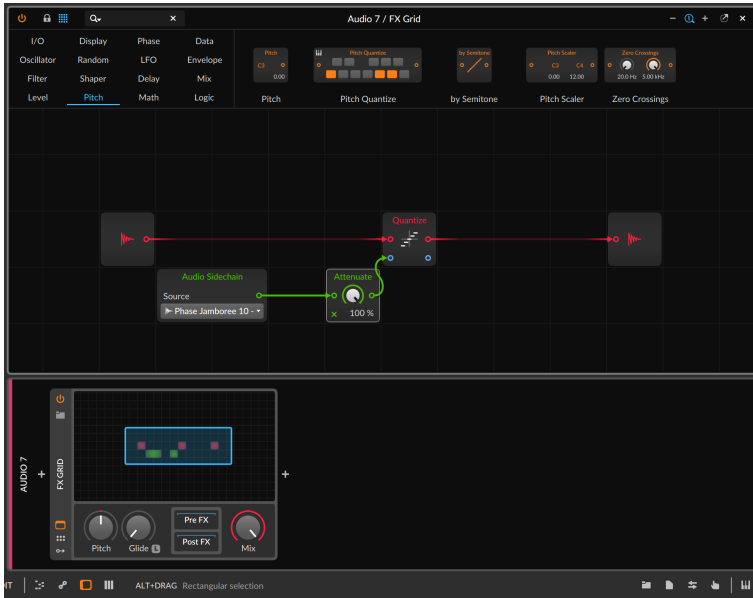 Audio 7 / FX Grid
I/O Display Phase Data
Oscillator Random LFO Envelope
Filter Shaper Delay Mix
Level Pitch Math Logic
Pitch
C3
0.00
Pitch
Pitch Quantize
Pitch Quantize
by Semitone
by Semitone
Pitch Scaler
C3 C4
0.00 12.00
Pitch Scaler
Zero Crossings
20.0 Hz 5.00 kHz
Zero Crossings
Quantize
Audio Sidechain
Source
Phase Jamboree 10 -
Attenuate
100 %
AUDIO 7
FX GRID
Pitch
Glide L
Pre FX
Post FX
Mix
IT
ALT+DRAG Rectangular selection